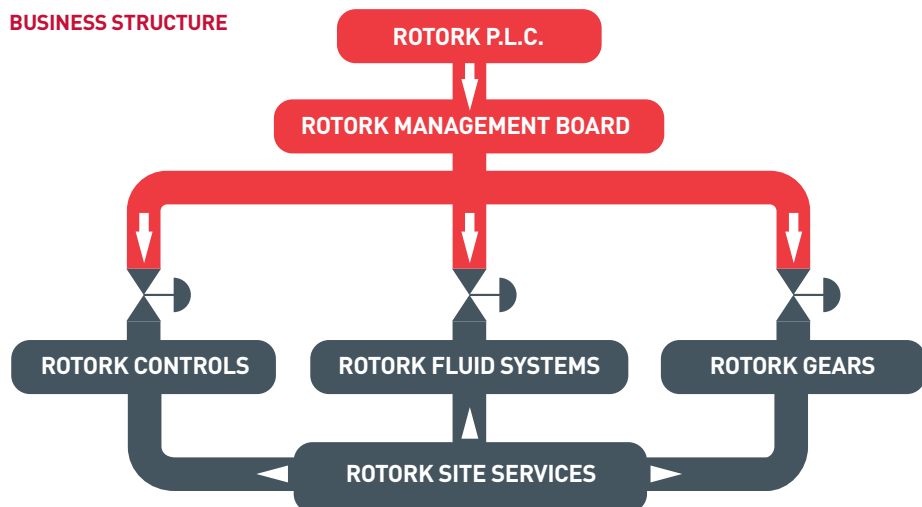 BUSINESS STRUCTURE
ROTORK P.L.C.
ROTORK MANAGEMENT BOARD
ROTORK CONTROLS
ROTORK FLUID SYSTEMS
ROTORK GEARS
ROTORK SITE SERVICES